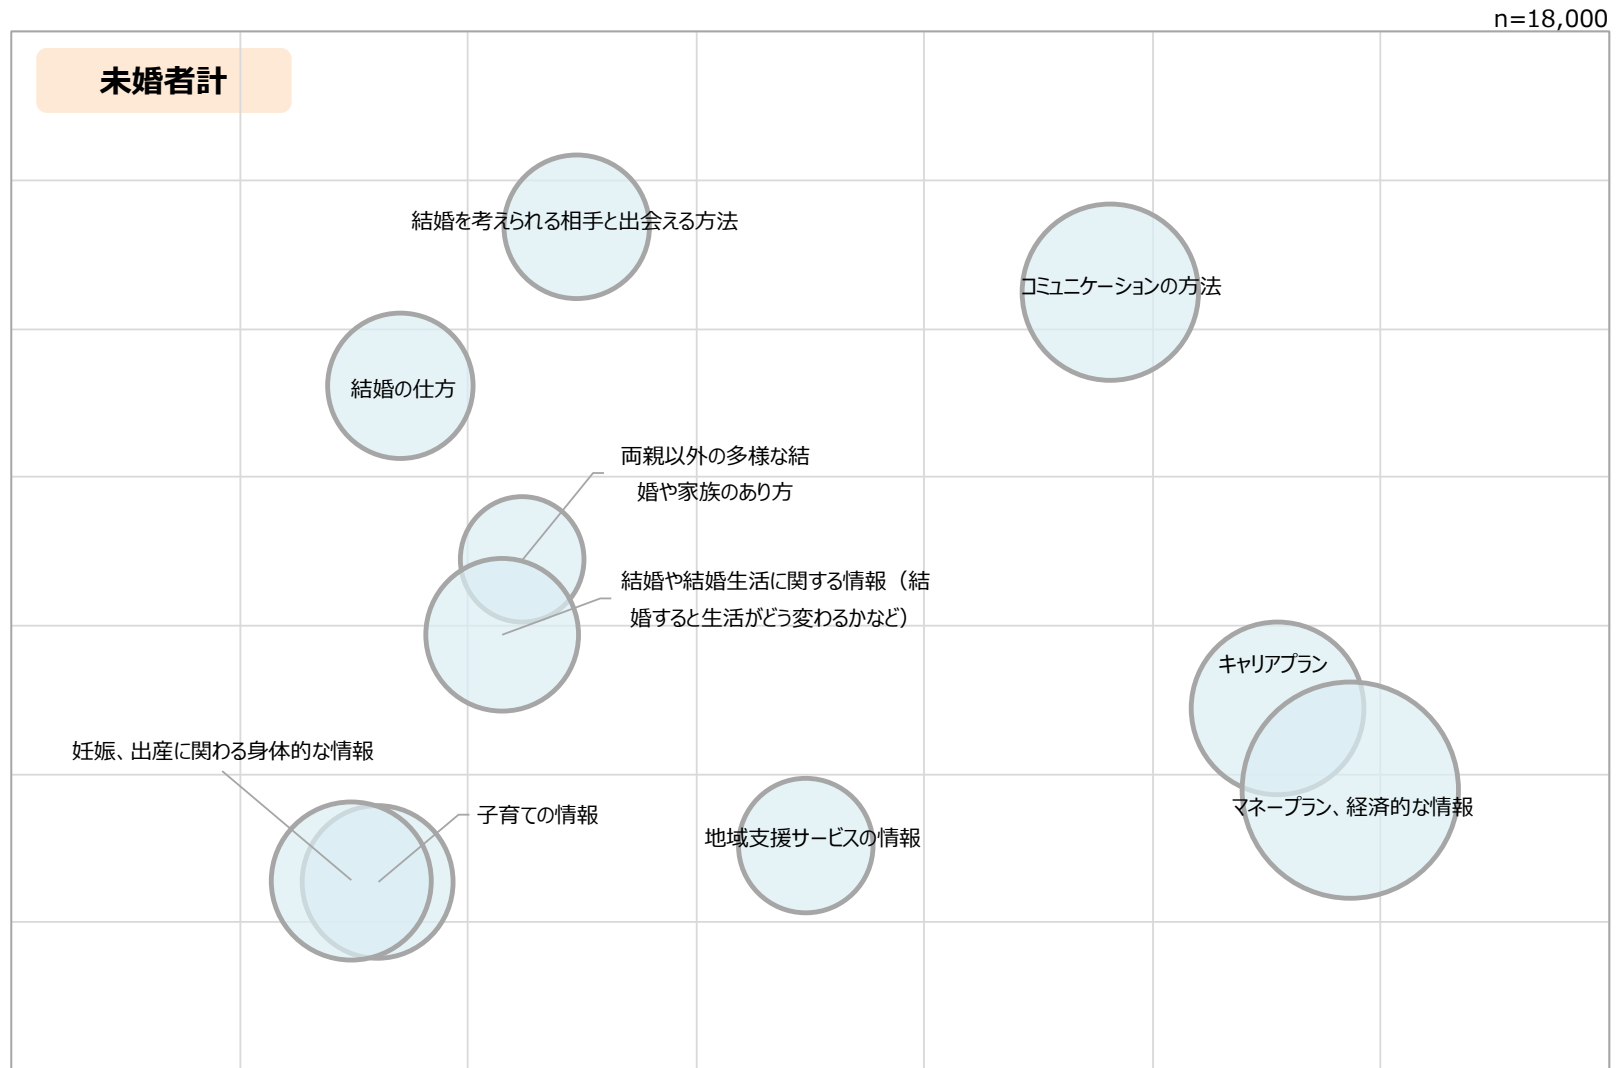 n=18,000
未婚者計
結婚を考えられる相手と出会える方法
コミュニケーションの方法
結婚の仕方
両親以外の多様な結
婚や家族のあり方
結婚や結婚生活に関する情報（結
婚すると生活がどう変わるかなど）
キャリアプラン
妊娠、出産に関わる身体的な情報
マネープラン、経済的な情報
子育ての情報
地域支援サービスの情報